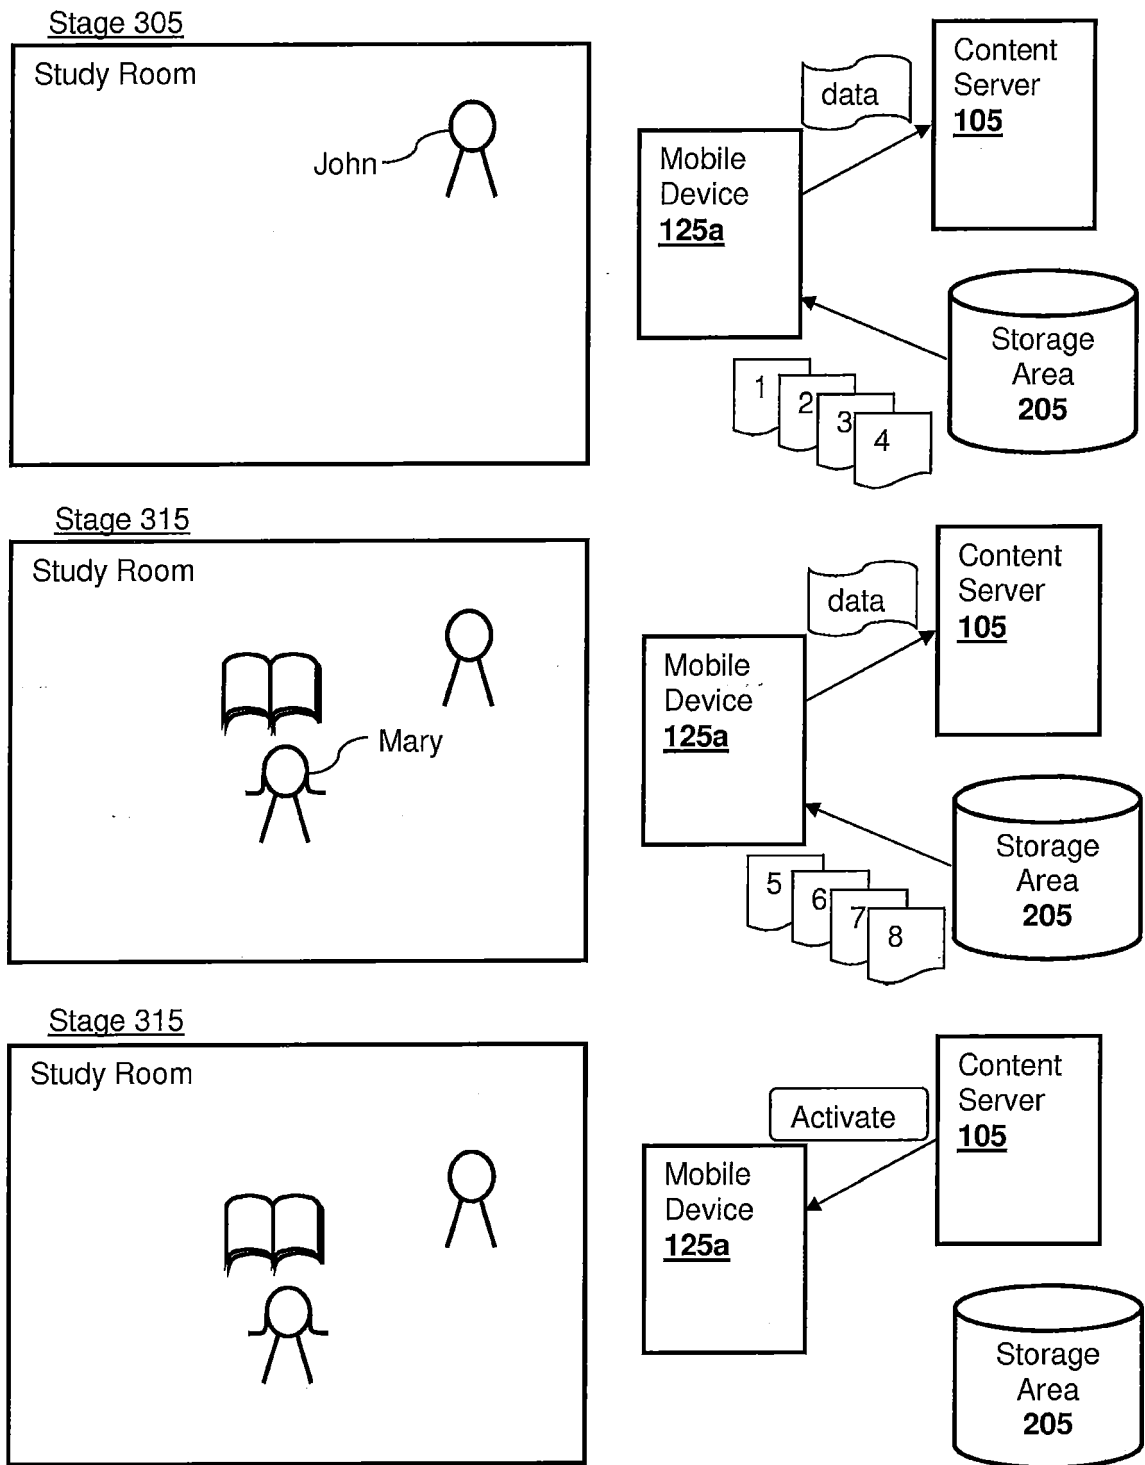 Stage 305
Study Room
John
data
Content
Server
105
Mobile
Device
125a
Storage
Area
205
1
2
3
4
Stage 315
Study Room
Mary
data
Content
Server
105
Mobile
Device
125a
Storage
Area
205
5
6
7
8
Stage 315
Study Room
Activate
Content
Server
105
Mobile
Device
125a
Storage
Area
205